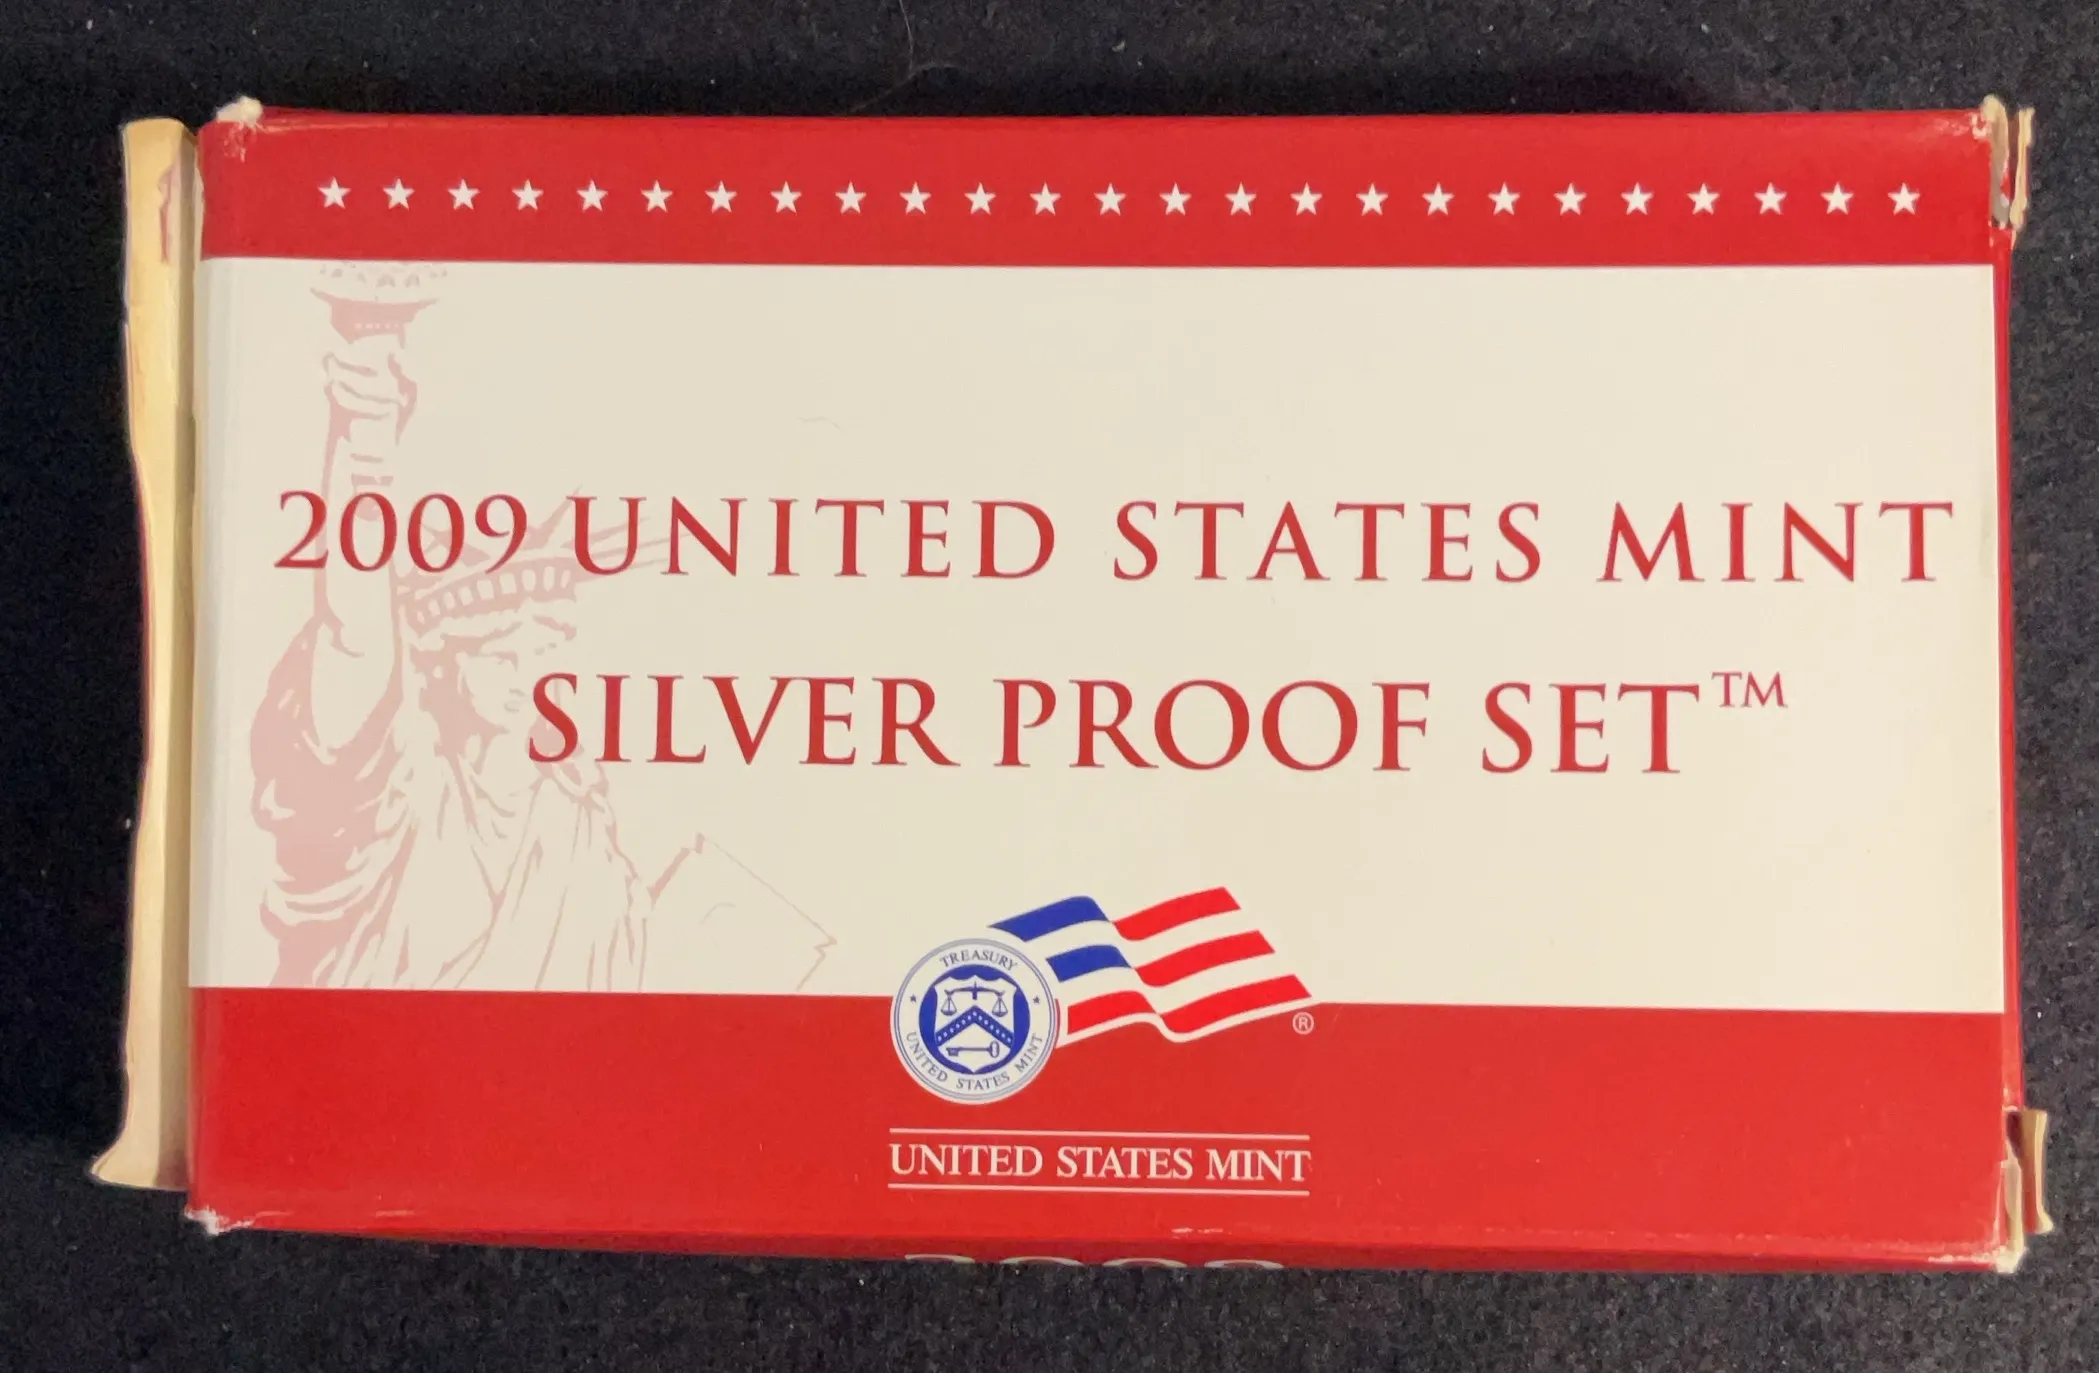 2009 UNITED STATES MINT
SILVER PROOF SET™
TREASURY
UNITED STATES MINT
®
UNITED STATES MINT